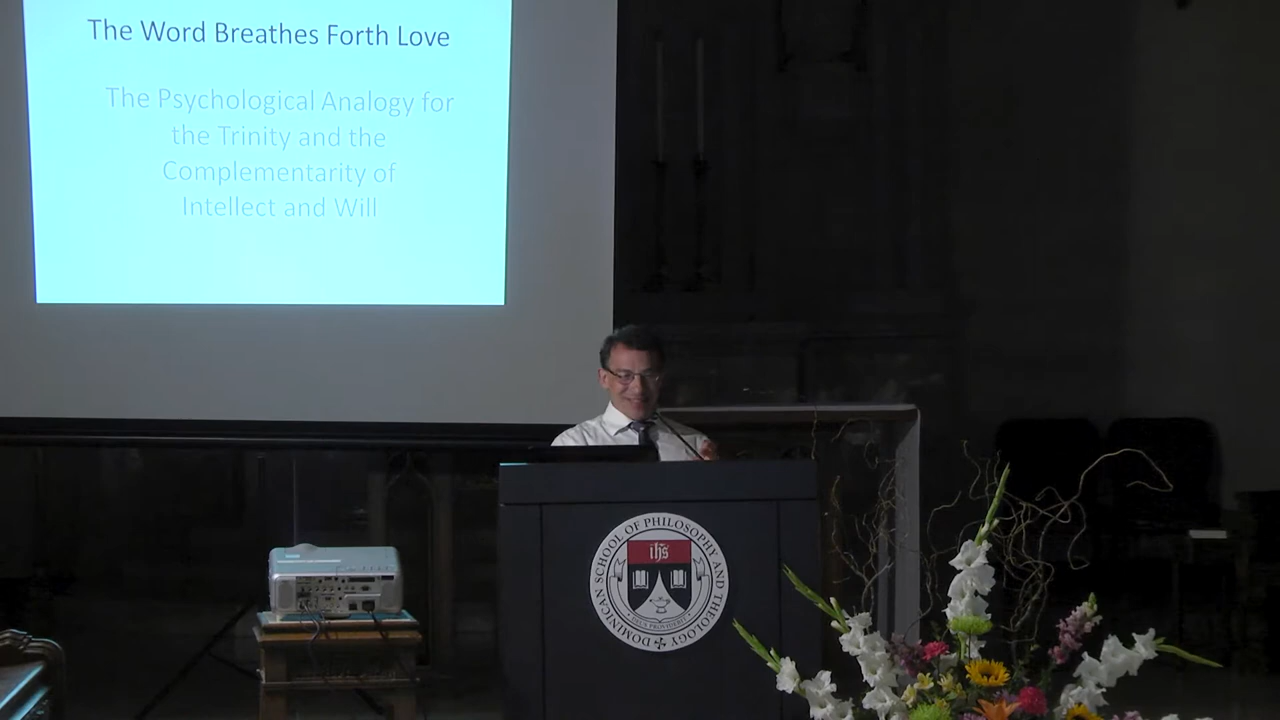 The Word Breathes Forth Love
The Psychological Analogy for
the Trinity and the
Complementarity of
Intellect and Will
DOMINICAN SCHOOL OF PHILOSOPHY AND THEOLOGY
ihs